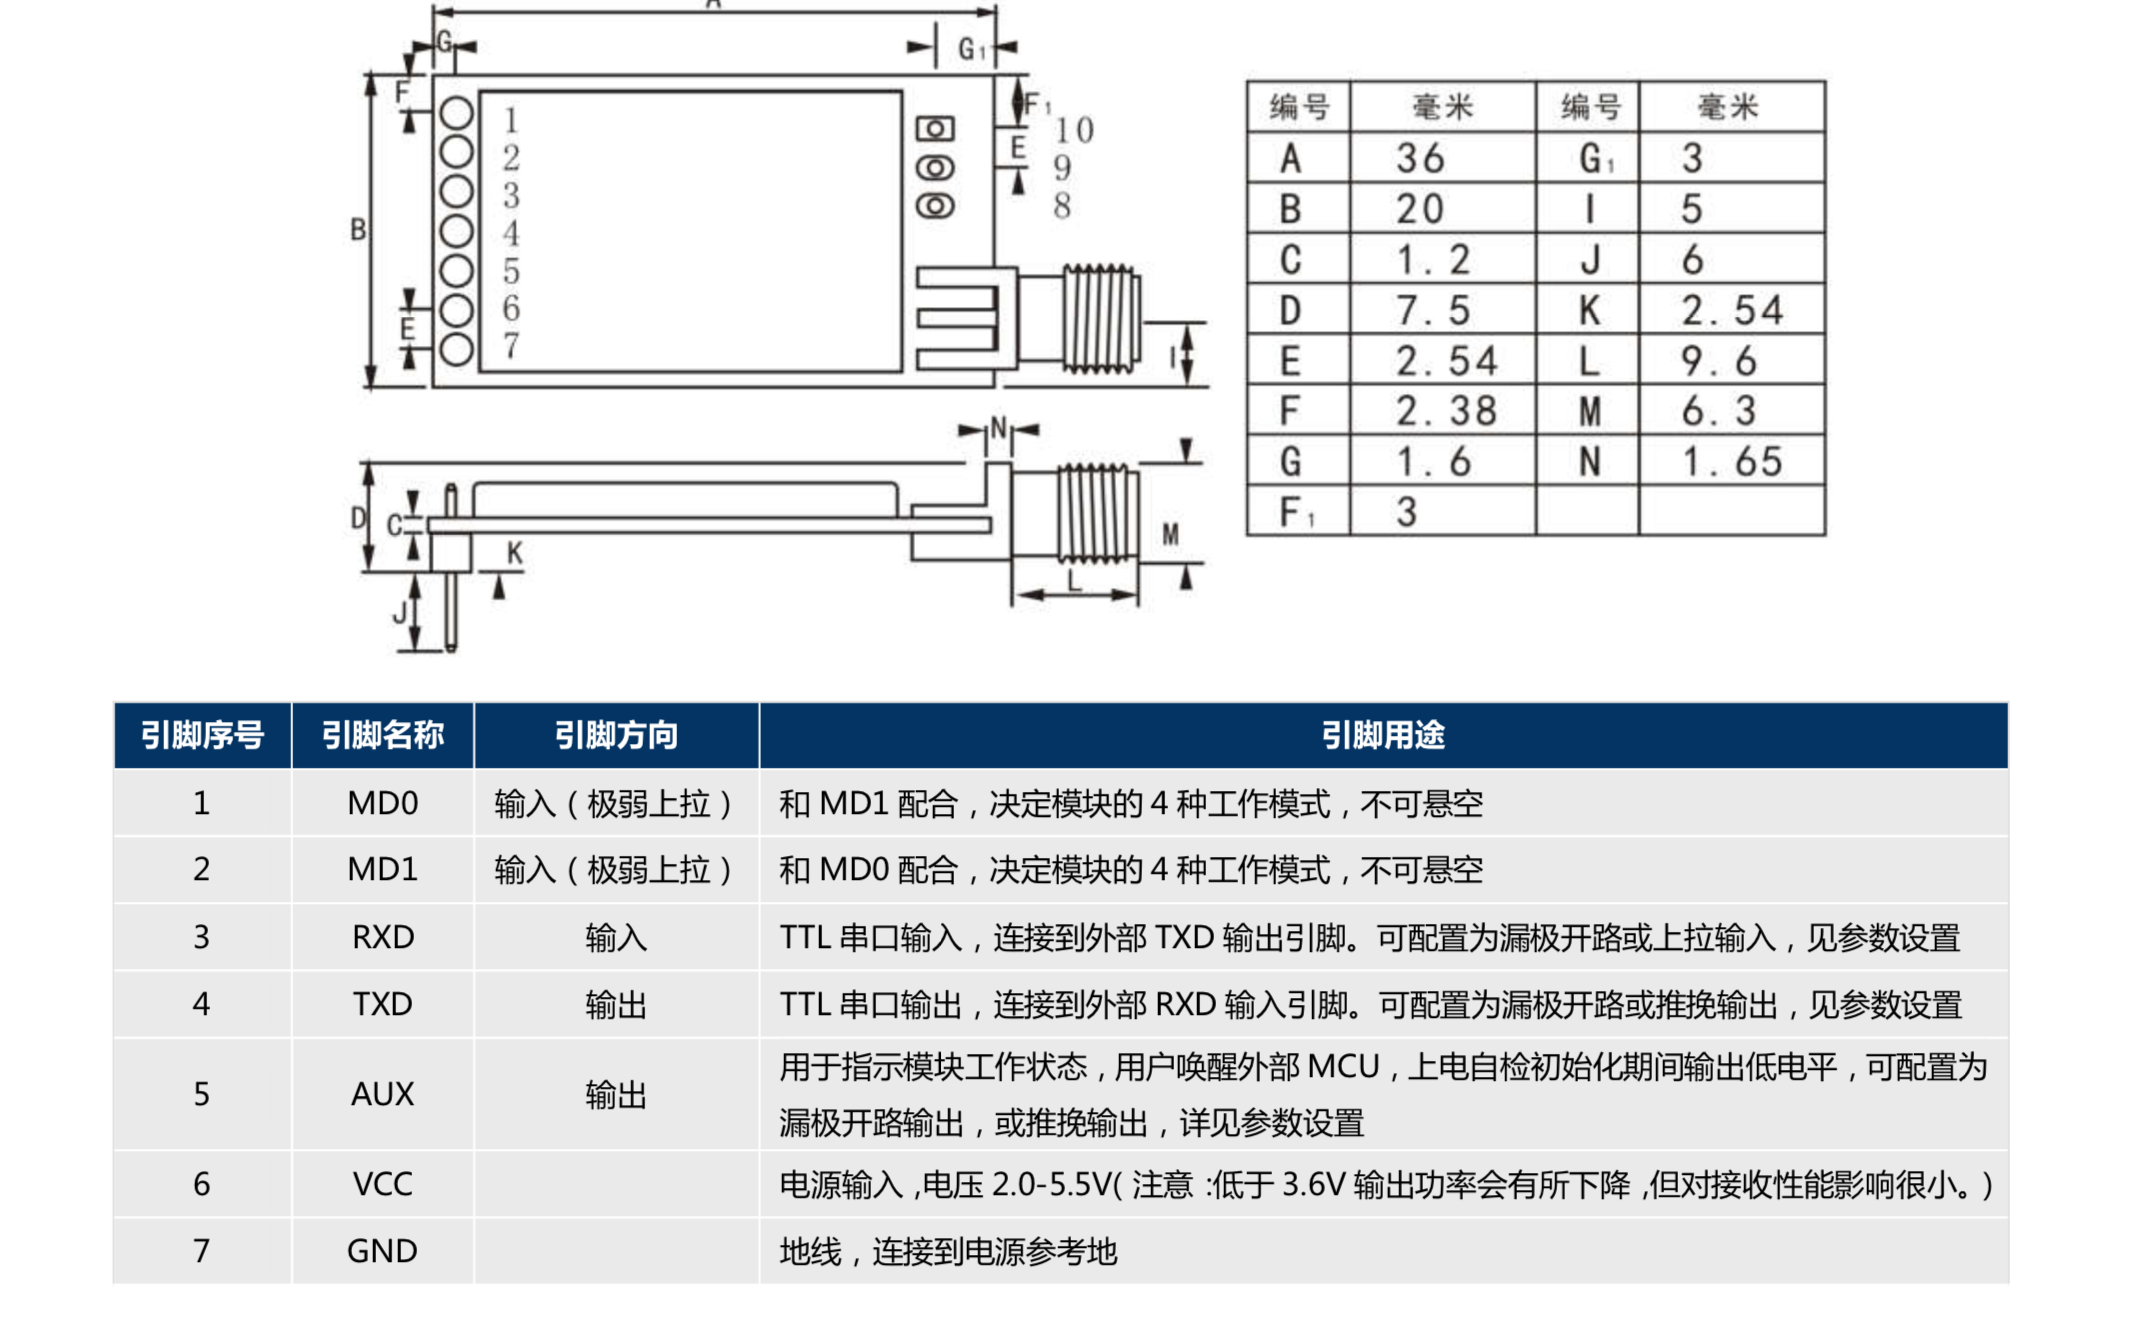 A
G
G₁
F
F₁
1
10
E
2
9
3
8
B
4
5
6
E
7
I
N
D
C
K
M
L
J
编号 毫米 编号 毫米
A 36 G₁ 3
B 20 I 5
C 1.2 J 6
D 7.5 K 2.54
E 2.54 L 9.6
F 2.38 M 6.3
G 1.6 N 1.65
F₁ 3
引脚序号 引脚名称 引脚方向 引脚用途
1 MD0 输入（极弱上拉） 和 MD1 配合，决定模块的 4 种工作模式，不可悬空
2 MD1 输入（极弱上拉） 和 MD0 配合，决定模块的 4 种工作模式，不可悬空
3 RXD 输入 TTL 串口输入，连接到外部 TXD 输出引脚。可配置为漏极开路或上拉输入，见参数设置
4 TXD 输出 TTL 串口输出，连接到外部 RXD 输入引脚。可配置为漏极开路或推挽输出，见参数设置
5 AUX 输出 用于指示模块工作状态，用户唤醒外部 MCU，上电自检初始化期间输出低电平，可配置为
漏极开路输出，或推挽输出，详见参数设置
6 VCC 电源输入，电压 2.0-5.5V（注意：低于 3.6V 输出功率会有所下降，但对接收性能影响很小。）
7 GND 地线，连接到电源参考地